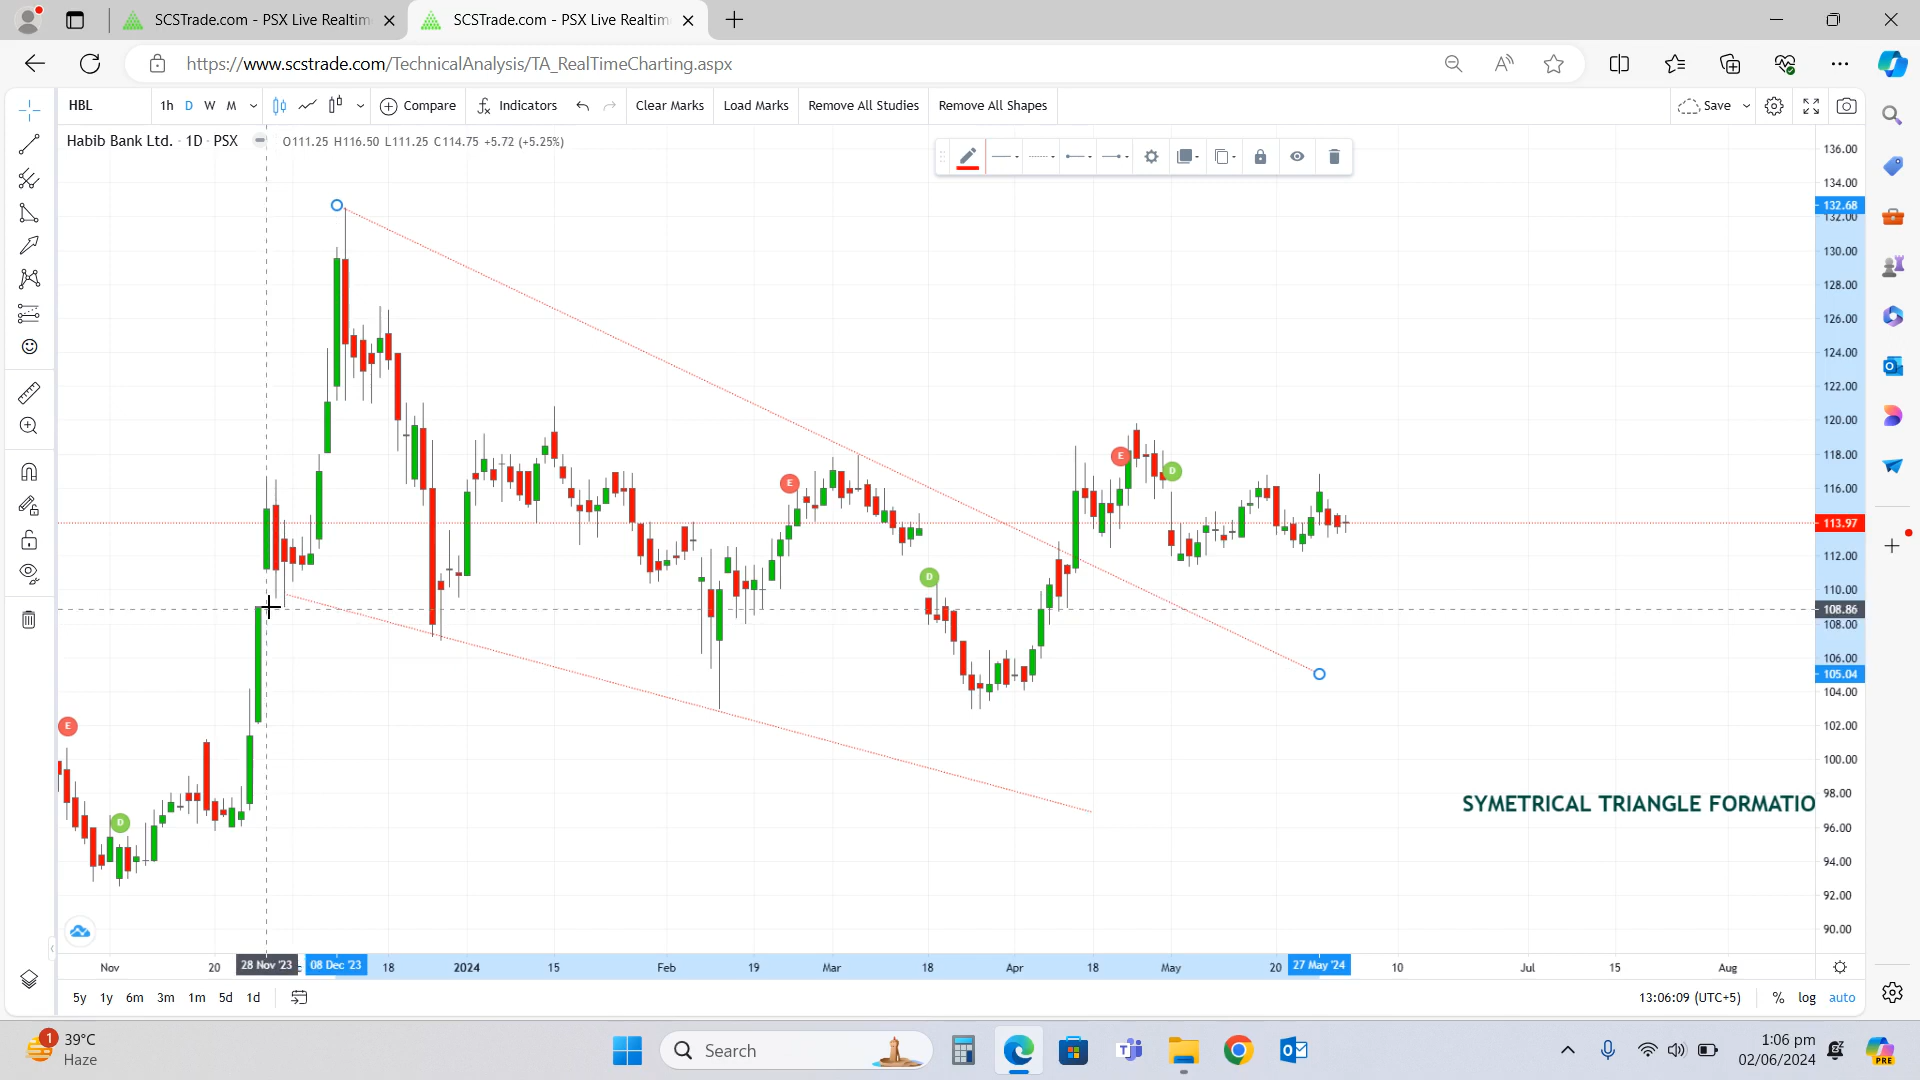 SCSTrade.com - PSX Live Realtim
SCSTrade.com - PSX Live Realtim
https://www.scstrade.com/TechnicalAnalysis/TA_RealTimeCharting.aspx
HBL
1h D W M
Compare
Indicators
Clear Marks
Load Marks
Remove All Studies
Remove All Shapes
Save
Habib Bank Ltd. · 1D · PSX
O111.25 H116.50 L111.25 C114.75 +5.72 (+5.25%)
136.00
134.00
132.68
132.00
130.00
128.00
126.00
124.00
122.00
120.00
118.00
116.00
113.97
112.00
110.00
108.86
108.00
106.00
105.04
104.00
102.00
100.00
98.00
96.00
94.00
92.00
90.00
E
D
E
D
E
D
SYMETRICAL TRIANGLE FORMATIO
Nov
20
28 Nov '23
08 Dec '23
18
2024
15
Feb
19
Mar
18
Apr
18
May
20
27 May '24
10
Jul
15
Aug
5y 1y 6m 3m 1m 5d 1d
13:06:09 (UTC+5)
% log auto
1
39°C
Haze
Search
1:06 pm
02/06/2024
PRE